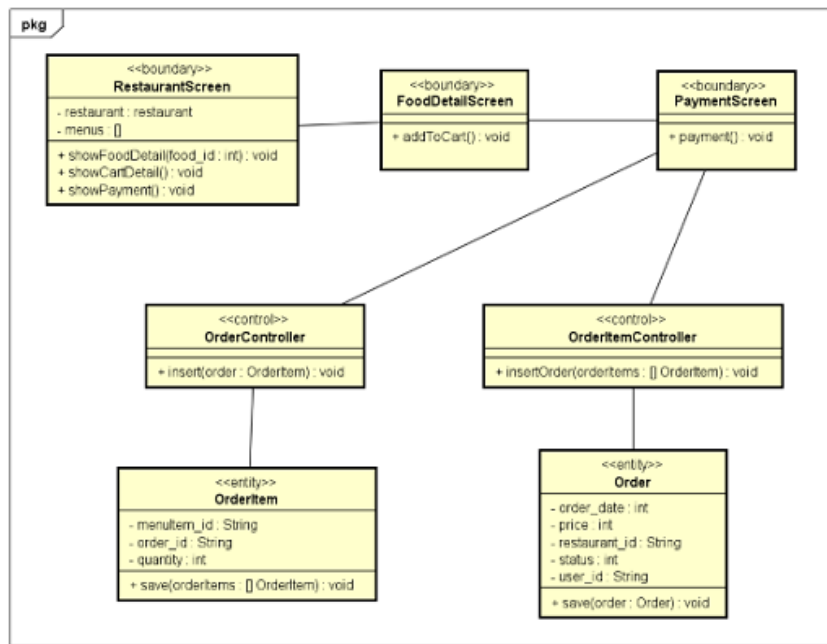 pkg
<<boundary>>
RestaurantScreen
- restaurant : restaurant
- menus : []
+ showFoodDetail(food_id : int) : void
+ showCartDetail() : void
+ showPayment() : void
<<boundary>>
FoodDetailScreen
+ addToCart() : void
<<boundary>>
PaymentScreen
+ payment() : void
<<control>>
OrderController
+ insert(order : OrderItem) : void
<<control>>
OrderItemController
+ insertOrder(orderItems : [] OrderItem) : void
<<entity>>
OrderItem
- menuItem_id : String
- order_id : String
- quantity : int
+ save(orderItems : [] OrderItem) : void
<<entity>>
Order
- order_date : int
- price : int
- restaurant_id : String
- status : int
- user_id : String
+ save(order : Order) : void